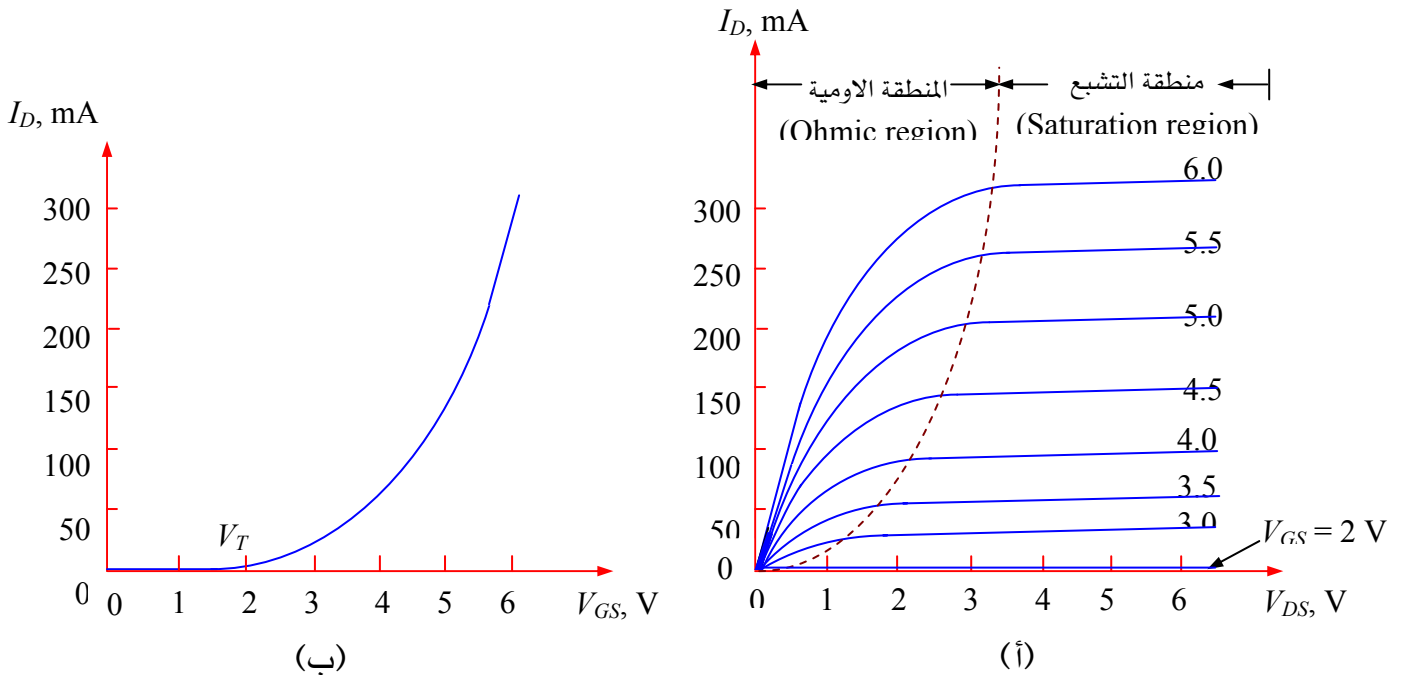 I_D, mA
منطقة التشبع
(Saturation region)
المنطقة الاومية
(Ohmic region)
6.0
5.5
5.0
4.5
4.0
3.5
3.0
V_GS = 2 V
300
250
200
150
100
50
0
0 1 2 3 4 5 6 V_DS, V
(أ)
I_D, mA
300
250
200
150
100
50
0
V_T
0 1 2 3 4 5 6 V_GS, V
(ب)